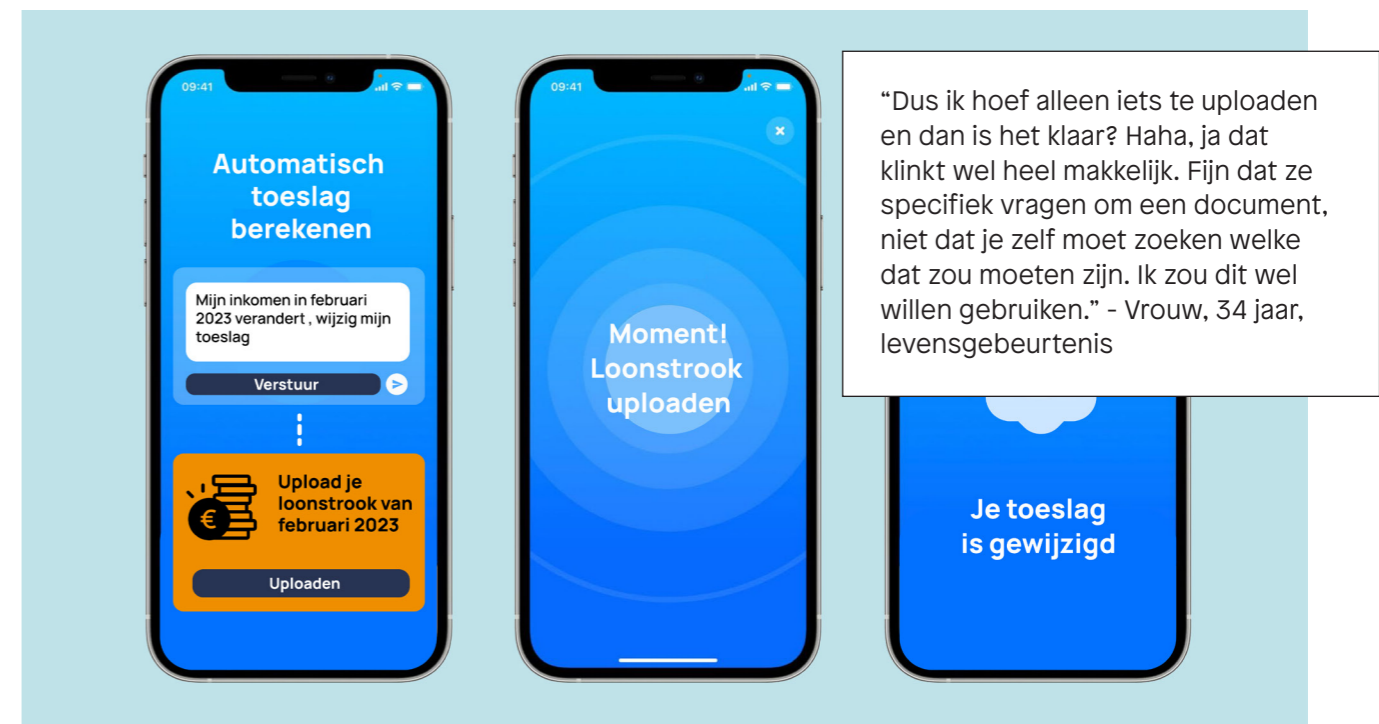 09:41
Automatisch
toeslag
berekenen
Mijn inkomen in februari
2023 verandert , wijzig mijn
toeslag
Verstuur
€
Upload je
loonstrook van
februari 2023
Uploaden
09:41
Moment!
Loonstrook
uploaden
“Dus ik hoef alleen iets te uploaden
en dan is het klaar? Haha, ja dat
klinkt wel heel makkelijk. Fijn dat ze
specifiek vragen om een document,
niet dat je zelf moet zoeken welke
dat zou moeten zijn. Ik zou dit wel
willen gebruiken.” - Vrouw, 34 jaar,
levensgebeurtenis
Je toeslag
is gewijzigd